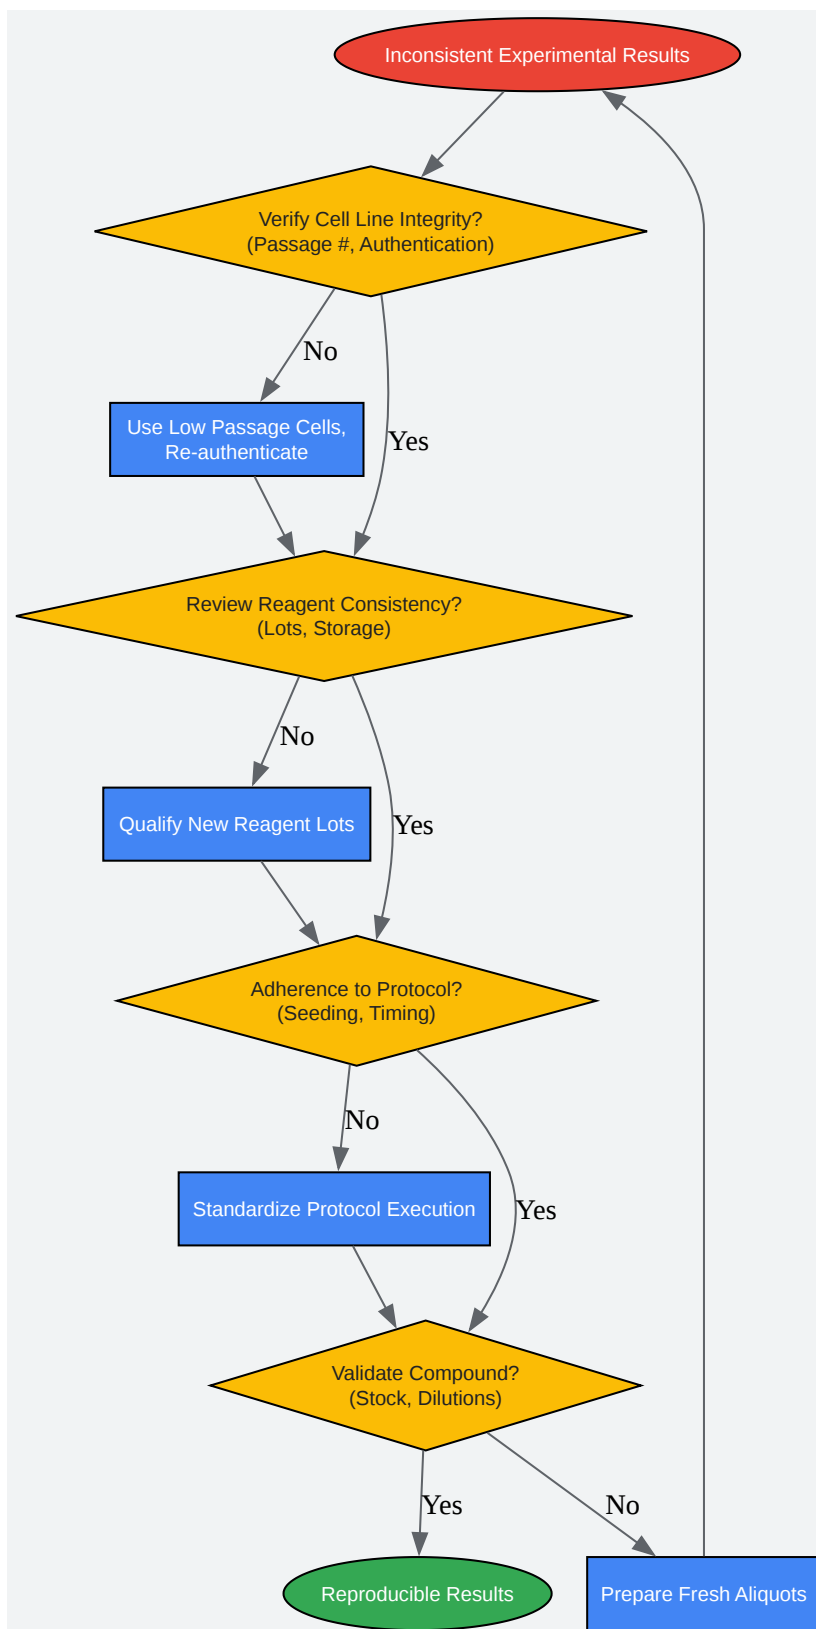 Inconsistent Experimental Results
Verify Cell Line Integrity?
(Passage #, Authentication)
No
Use Low Passage Cells,
Re-authenticate
Yes
Review Reagent Consistency?
(Lots, Storage)
No
Qualify New Reagent Lots
Yes
Adherence to Protocol?
(Seeding, Timing)
No
Standardize Protocol Execution
Yes
Validate Compound?
(Stock, Dilutions)
Yes
No
Reproducible Results
Prepare Fresh Aliquots